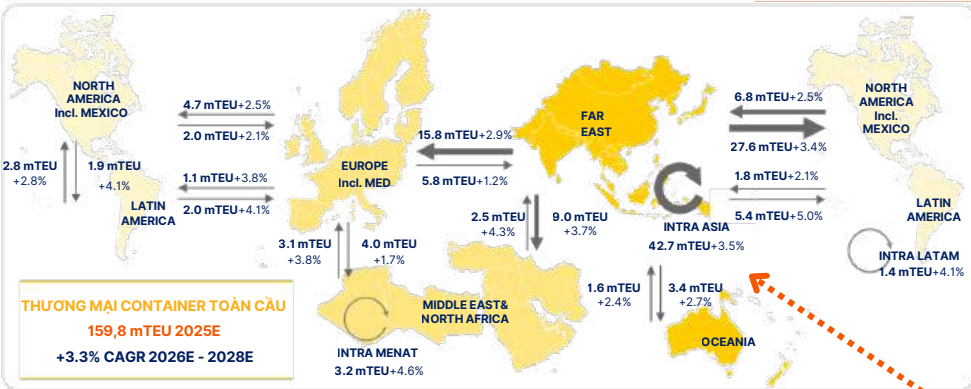 NORTH
AMERICA
Incl. MEXICO
4.7 mTEU+2.5%
2.0 mTEU+2.1%
2.8 mTEU
+2.8%
1.9 mTEU
+4.1%
1.1 mTEU+3.8%
2.0 mTEU+4.1%
LATIN
AMERICA
EUROPE
Incl. MED
15.8 mTEU+2.9%
5.8 mTEU+1.2%
FAR
EAST
6.8 mTEU+2.5%
27.6 mTEU+3.4%
NORTH
AMERICA
Incl.
MEXICO
1.8 mTEU+2.1%
5.4 mTEU+5.0%
LATIN
AMERICA
INTRA LATAM
1.4 mTEU+4.1%
INTRA ASIA
42.7 mTEU+3.5%
2.5 mTEU
+4.3%
9.0 mTEU
+3.7%
3.1 mTEU
+3.8%
4.0 mTEU
+1.7%
MIDDLE EAST&
NORTH AFRICA
INTRA MENAT
3.2 mTEU+4.6%
1.6 mTEU
+2.4%
3.4 mTEU
+2.7%
OCEANIA
THƯƠNG MẠI CONTAINER TOÀN CẦU
159,8 mTEU 2025E
+3.3% CAGR 2026E - 2028E